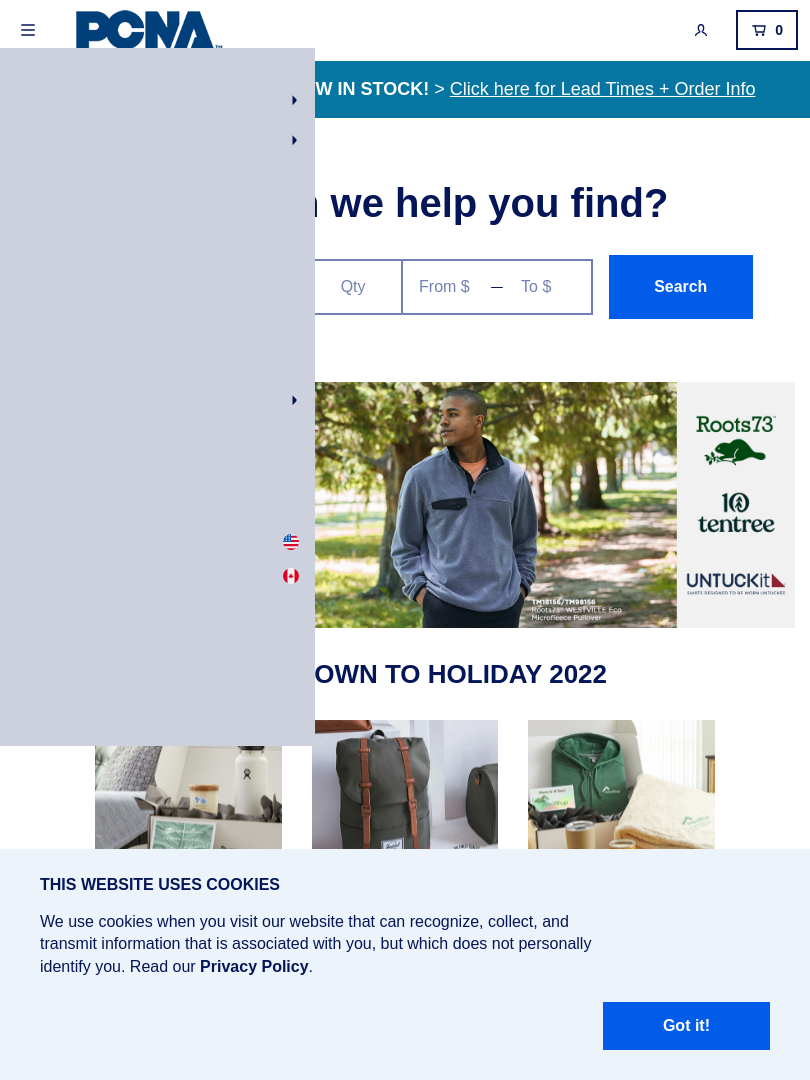 PCNA™
0
W IN STOCK! > Click here for Lead Times + Order Info
we help you find?
Qty
From $ — To $
Search
Roots73™
10
tentree
UNTUCKit
SHIRTS DESIGNED TO BE WORN UNTUCKED
TM18156/TM98156
Roots73® WESTVILLE Eco
Microfleece Pullover
OWN TO HOLIDAY 2022
THIS WEBSITE USES COOKIES
We use cookies when you visit our website that can recognize, collect, and
transmit information that is associated with you, but which does not personally
identify you. Read our Privacy Policy.
Got it!